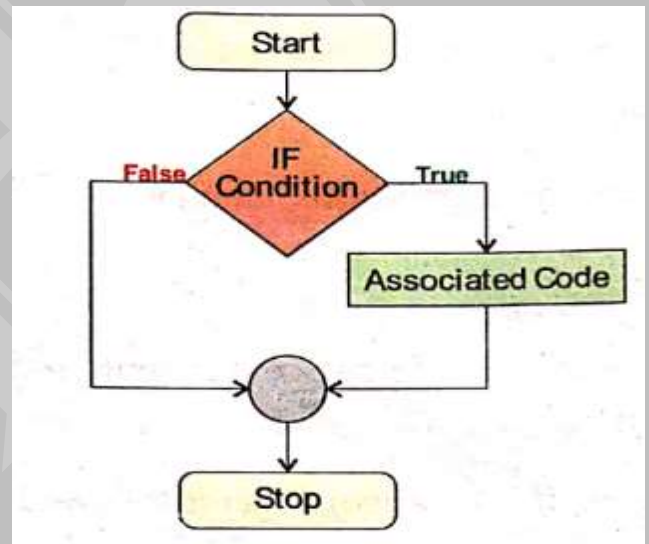 Start
IF
Condition
False
True
Associated Code
Stop